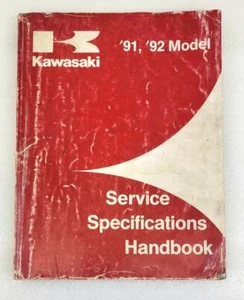 '91, '92 Model
Kawasaki
Service
Specifications
Handbook